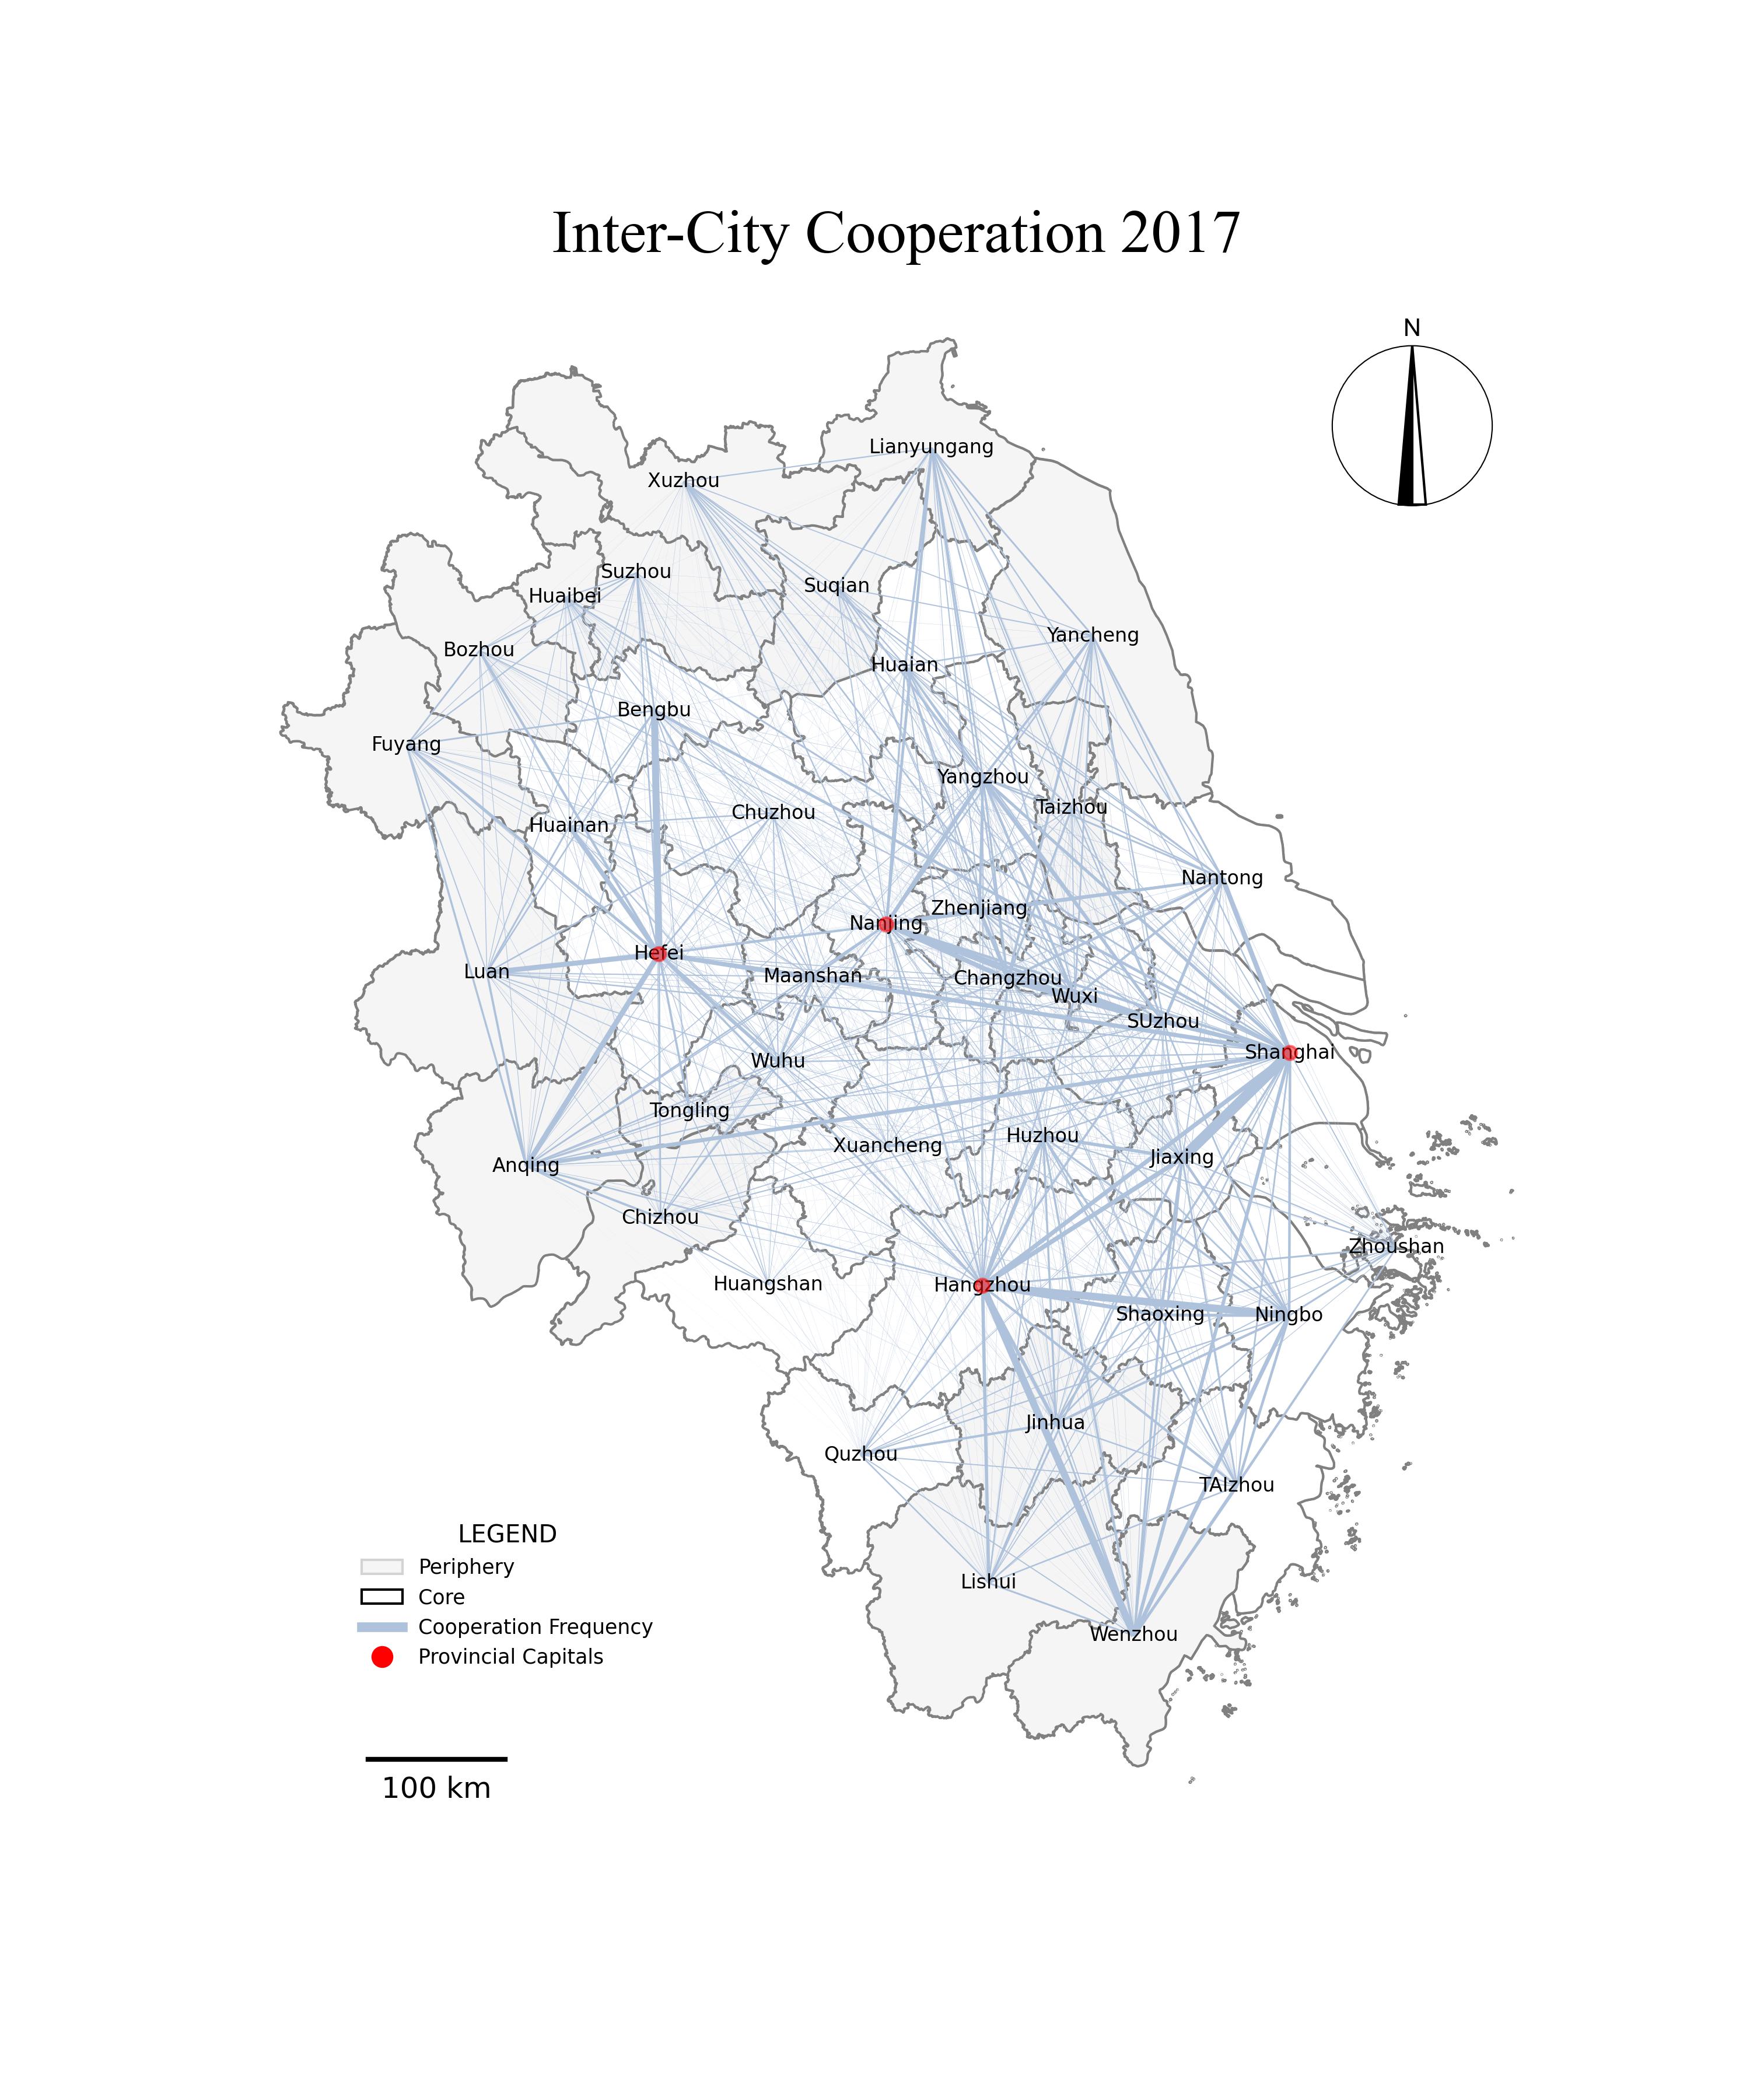 Inter-City Cooperation 2017
N
Lianyungang
Xuzhou
Suzhou
Suqian
Huaibei
Yancheng
Bozhou
Huaian
Bengbu
Fuyang
Yangzhou
Taizhou
Chuzhou
Huainan
Nantong
Zhenjiang
Nanjing
Hefei
Luan
Maanshan
Changzhou
Wuxi
SUzhou
Shanghai
Wuhu
Tongling
Huzhou
Xuancheng
Jiaxing
Anqing
Chizhou
Zhoushan
Huangshan
Hangzhou
Shaoxing
Ningbo
Jinhua
Quzhou
TAIzhou
Lishui
Wenzhou
LEGEND
Periphery
Core
Cooperation Frequency
Provincial Capitals
100 km